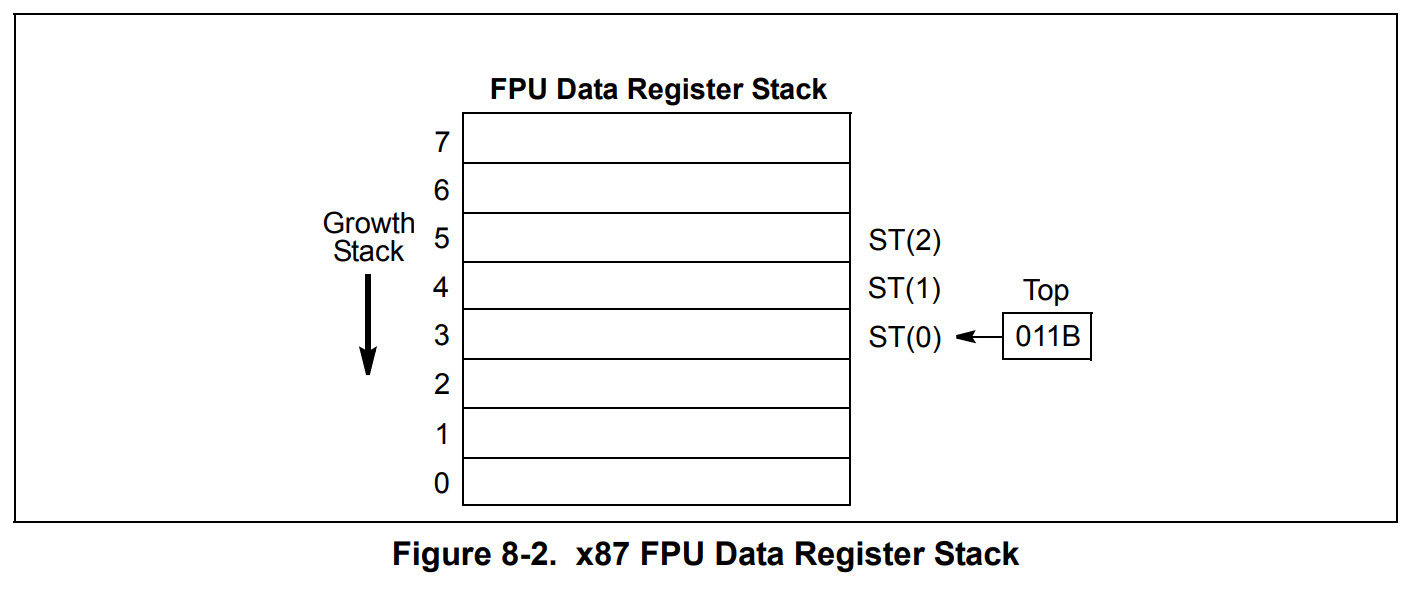 FPU Data Register Stack
7
6
Growth
Stack
5
ST(2)
4
ST(1)
Top
3
ST(0)
011B
2
1
0
Figure 8-2. x87 FPU Data Register Stack